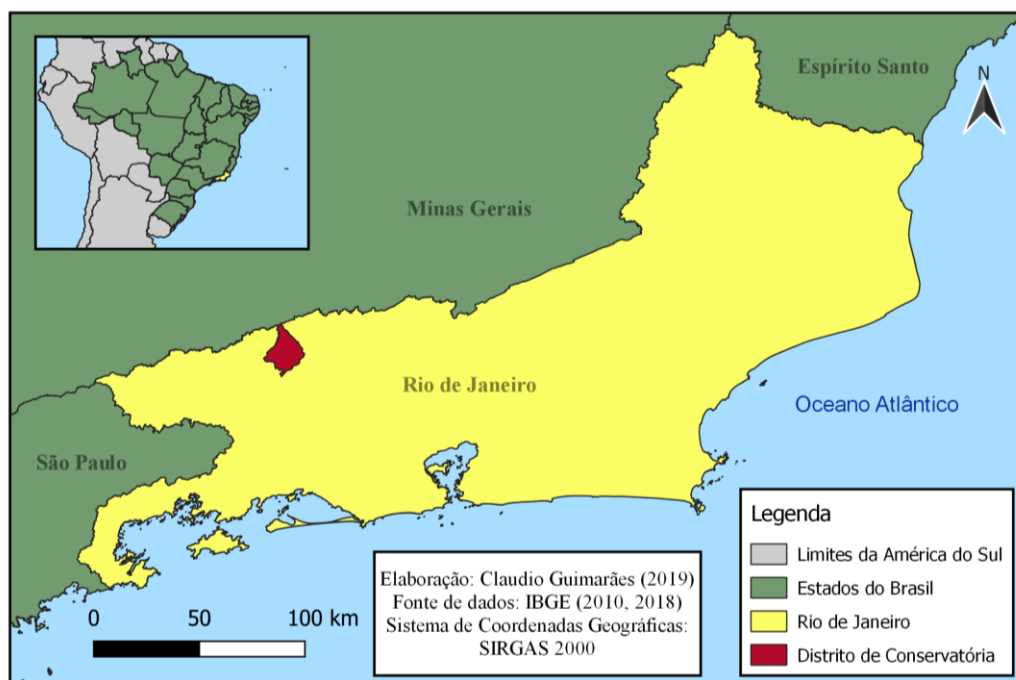 Espírito Santo
N
Minas Gerais
Rio de Janeiro
Oceano Atlântico
São Paulo
Legenda
Limites da América do Sul
Estados do Brasil
Rio de Janeiro
Distrito de Conservatória
Elaboração: Claudio Guimarães (2019)
Fonte de dados: IBGE (2010, 2018)
Sistema de Coordenadas Geográficas:
SIRGAS 2000
0 50 100 km